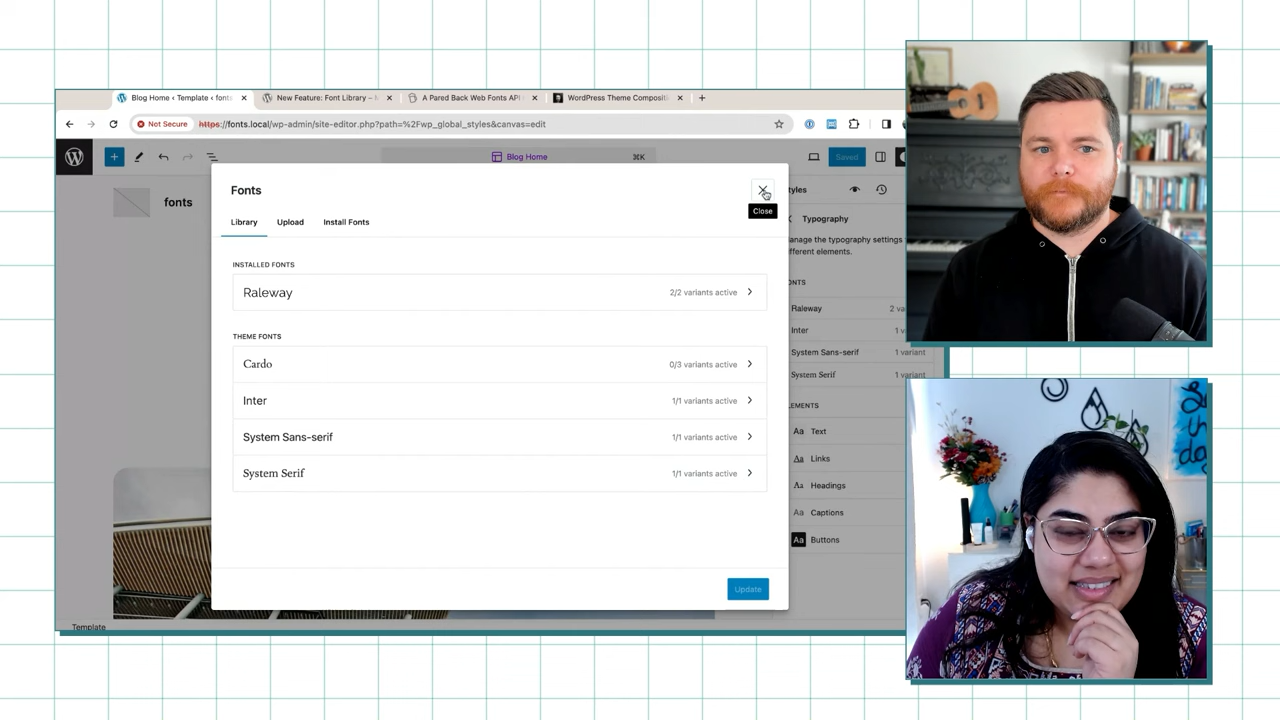 Blog Home ‹ Template ‹ fonts
New Feature: Font Library –
A Pared Back Web Fonts API
WordPress Theme Compositi
Not Secure
https://fonts.local/wp-admin/site-editor.php?path=%2Fwp_global_styles&canvas=edit
Blog Home
⌘K
Saved
fonts
Fonts
Close
Library
Upload
Install Fonts
INSTALLED FONTS
Raleway
2/2 variants active
THEME FONTS
Cardo
0/3 variants active
Inter
1/1 variants active
System Sans-serif
1/1 variants active
System Serif
1/1 variants active
Update
Template
tyles
Typography
anage the typography settings
ifferent elements.
ONTS
Raleway
2 va
Inter
1 v
System Sans-serif
1 variant
System Serif
1 variant
LEMENTS
Aa Text
Aa Links
Aa Headings
Aa Captions
Aa Buttons